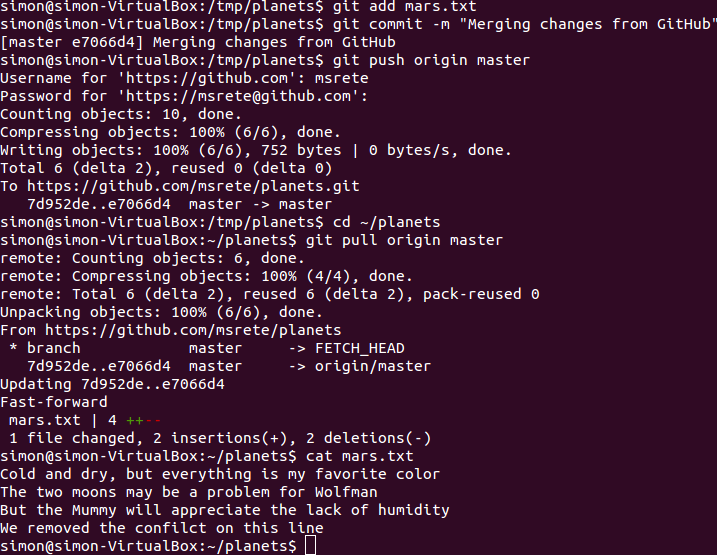 simon@simon-VirtualBox:/tmp/planets$ git add mars.txt
simon@simon-VirtualBox:/tmp/planets$ git commit -m "Merging changes from GitHub"
[master e7066d4] Merging changes from GitHub
simon@simon-VirtualBox:/tmp/planets$ git push origin master
Username for 'https://github.com': msrete
Password for 'https://msrete@github.com':
Counting objects: 10, done.
Compressing objects: 100% (6/6), done.
Writing objects: 100% (6/6), 752 bytes | 0 bytes/s, done.
Total 6 (delta 2), reused 0 (delta 0)
To https://github.com/msrete/planets.git
   7d952de..e7066d4  master -> master
simon@simon-VirtualBox:/tmp/planets$ cd ~/planets
simon@simon-VirtualBox:~/planets$ git pull origin master
remote: Counting objects: 6, done.
remote: Compressing objects: 100% (4/4), done.
remote: Total 6 (delta 2), reused 6 (delta 2), pack-reused 0
Unpacking objects: 100% (6/6), done.
From https://github.com/msrete/planets
 * branch            master     -> FETCH_HEAD
   7d952de..e7066d4  master     -> origin/master
Updating 7d952de..e7066d4
Fast-forward
 mars.txt | 4 ++--
 1 file changed, 2 insertions(+), 2 deletions(-)
simon@simon-VirtualBox:~/planets$ cat mars.txt
Cold and dry, but everything is my favorite color
The two moons may be a problem for Wolfman
But the Mummy will appreciate the lack of humidity
We removed the confilct on this line
simon@simon-VirtualBox:~/planets$